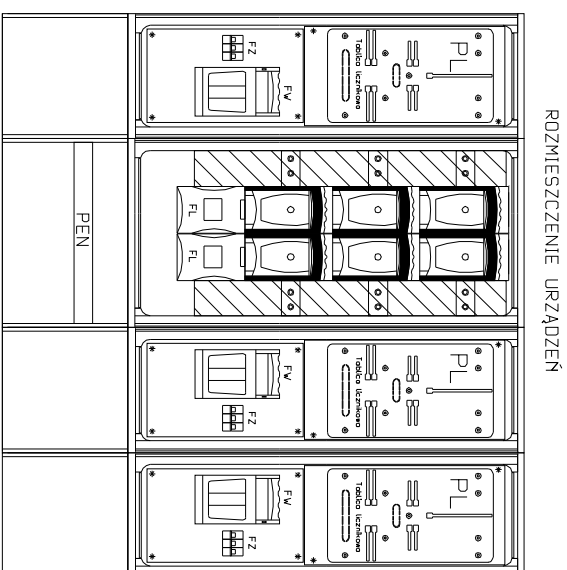 ROZMIESZCZENIE URZĄDZEŃ
PL
Tablica licznikowa
FZ
FW
FL
FL
PEN
PL
Tablica licznikowa
FW
FZ
PL
Tablica licznikowa
FW
FZ